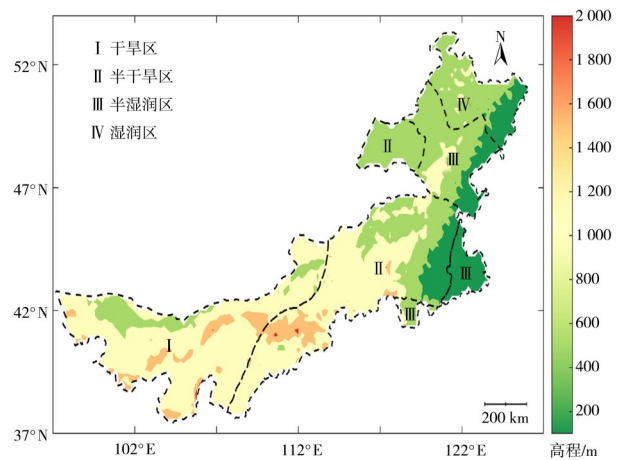 Ⅰ 干旱区
Ⅱ 半干旱区
Ⅲ 半湿润区
Ⅳ 湿润区
N
52°N
47°N
42°N
37°N
102°E
112°E
122°E
Ⅳ
Ⅱ
Ⅲ
Ⅱ
Ⅲ
Ⅲ
Ⅰ
200 km
2 000
1 800
1 600
1 400
1 200
1 000
800
600
400
200
高程/m